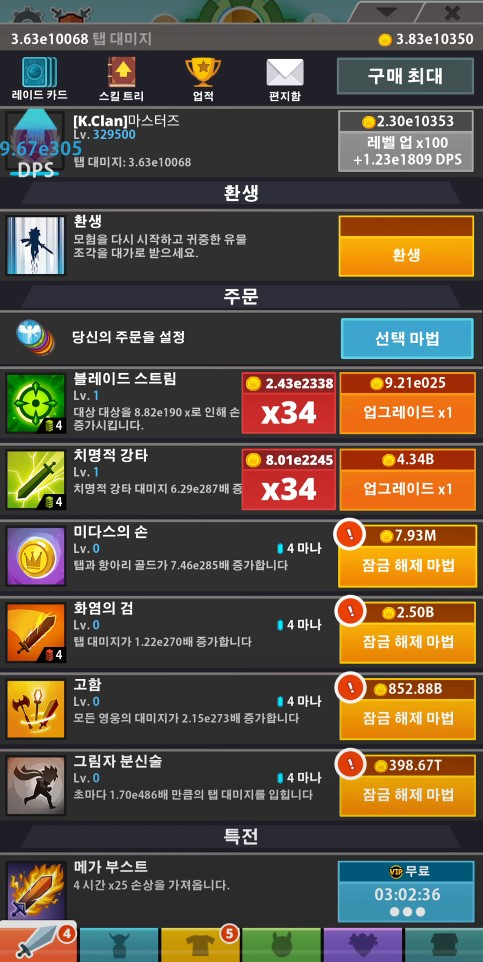 3.63e10068 탭 대미지
3.83e10350
레이드 카드
스킬 트리
업적
편지함
구매 최대
[K.Clan]마스터즈
Lv. 329500
9.67e305
DPS
탭 대미지: 3.63e10068
2.30e10353
레벨 업 x100
+1.23e1809 DPS
환생
환생
모험을 다시 시작하고 귀중한 유물
조각을 대가로 받으세요.
환생
주문
당신의 주문을 설정
선택 마법
블레이드 스트림
Lv. 1
대상 대상을 8.82e190 x로 인해 손
증가시킵니다.
4
2.43e2338
x34
9.21e025
업그레이드 x1
치명적 강타
Lv. 1
치명적 강타 대미지 6.29e287배 증
4
8.01e2245
x34
4.34B
업그레이드 x1
미다스의 손
Lv. 0
4 마나
탭과 항아리 골드가 7.46e285배 증가합니다
!
7.93M
잠금 해제 마법
화염의 검
Lv. 0
4 마나
탭 대미지가 1.22e270배 증가합니다
4
!
2.50B
잠금 해제 마법
고함
Lv. 0
4 마나
모든 영웅의 대미지가 2.15e273배 증가합니다
!
852.88B
잠금 해제 마법
그림자 분신술
Lv. 0
4 마나
초마다 1.70e486배 만큼의 탭 대미지를 입힙니다
!
398.67T
잠금 해제 마법
특전
메가 부스트
4 시간 x25 손상을 가져옵니다.
VIP 무료
03:02:36
4
5